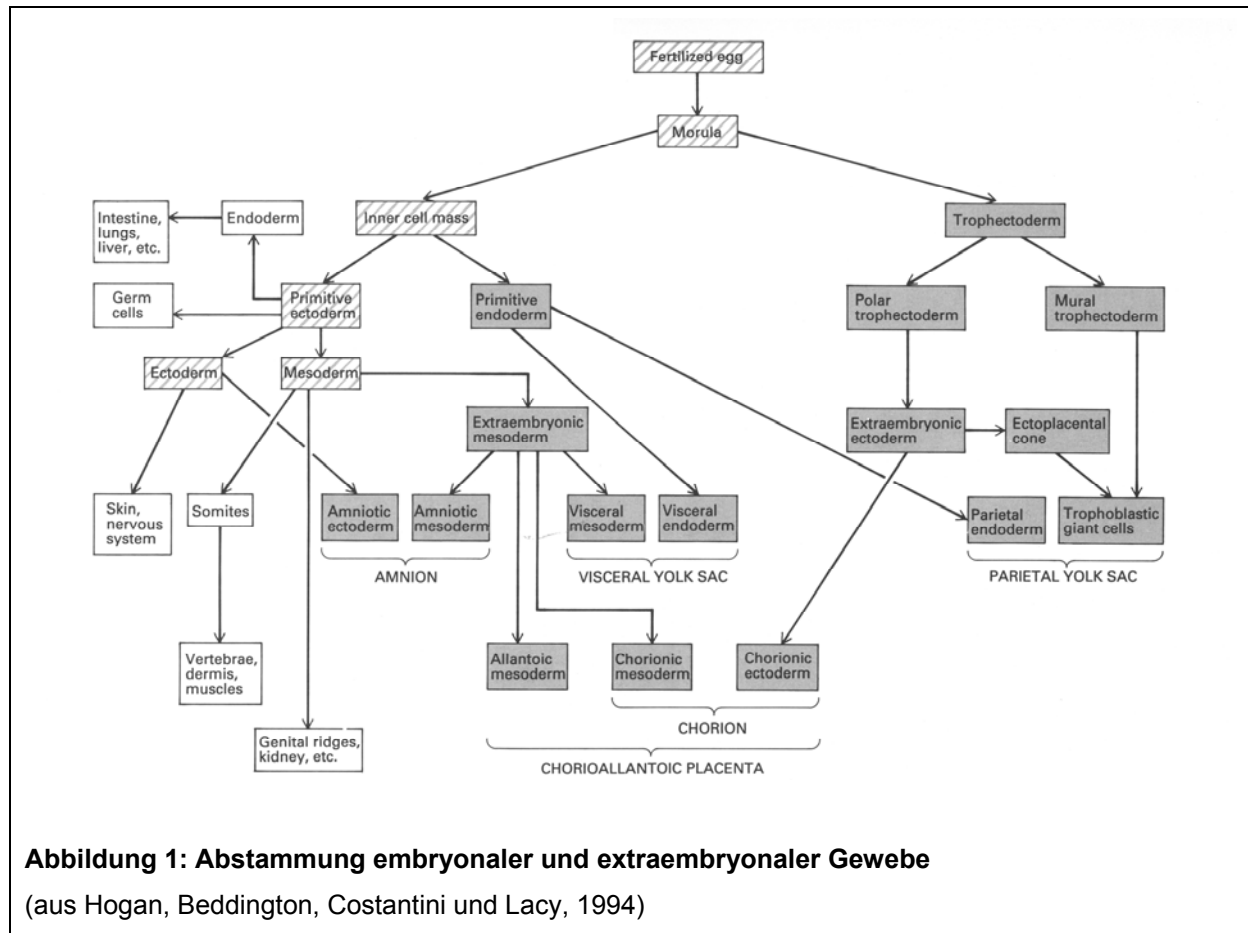 Fertilized egg
Morula
Inner cell mass
Trophectoderm
Intestine,
lungs,
liver, etc.
Endoderm
Germ
cells
Primitive
ectoderm
Primitive
endoderm
Polar
trophectoderm
Mural
trophectoderm
Ectoderm
Mesoderm
Extraembryonic
mesoderm
Extraembryonic
ectoderm
Ectoplacental
cone
Skin,
nervous
system
Somites
Amniotic
ectoderm
Amniotic
mesoderm
Visceral
mesoderm
Visceral
endoderm
Parietal
endoderm
Trophoblastic
giant cells
AMNION
VISCERAL YOLK SAC
PARIETAL YOLK SAC
Vertebrae,
dermis,
muscles
Allantoic
mesoderm
Chorionic
mesoderm
Chorionic
ectoderm
Genital ridges,
kidney, etc.
CHORION
CHORIOALLANTOIC PLACENTA
Abbildung 1: Abstammung embryonaler und extraembryonaler Gewebe
(aus Hogan, Beddington, Costantini und Lacy, 1994)